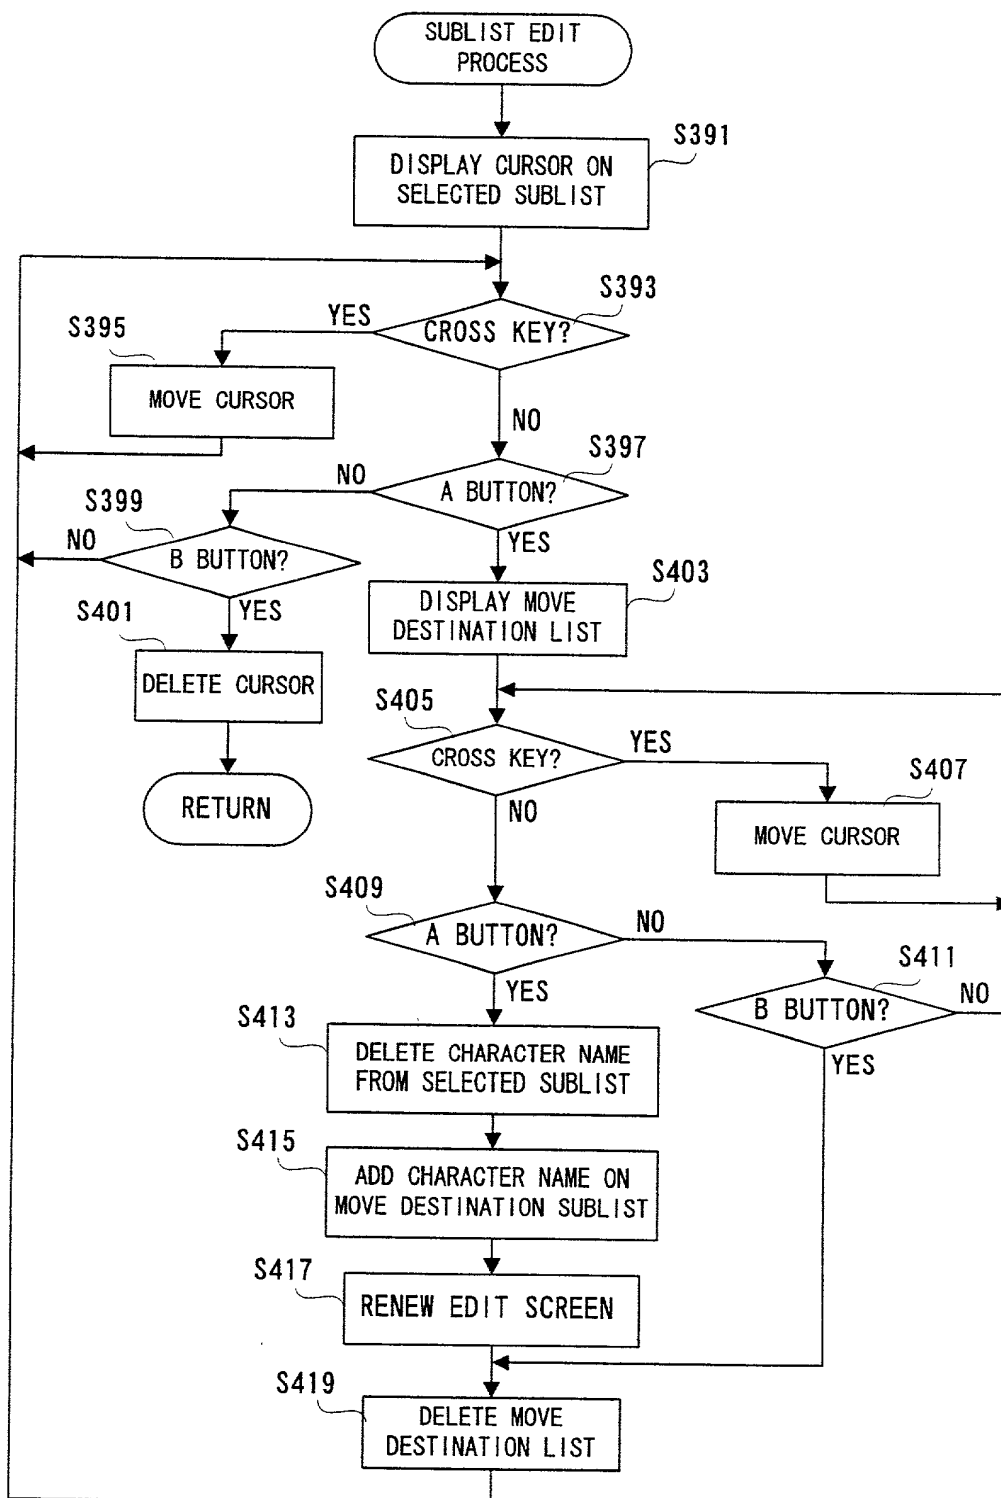 SUBLIST EDIT
PROCESS
S391
DISPLAY CURSOR ON
SELECTED SUBLIST
S393
CROSS KEY?
YES
S395
MOVE CURSOR
NO
S397
A BUTTON?
NO
S399
B BUTTON?
NO
YES
YES
S401
DELETE CURSOR
RETURN
S403
DISPLAY MOVE
DESTINATION LIST
S405
CROSS KEY?
YES
S407
MOVE CURSOR
NO
S409
A BUTTON?
NO
S411
B BUTTON?
NO
YES
YES
S413
DELETE CHARACTER NAME
FROM SELECTED SUBLIST
S415
ADD CHARACTER NAME ON
MOVE DESTINATION SUBLIST
S417
RENEW EDIT SCREEN
S419
DELETE MOVE
DESTINATION LIST